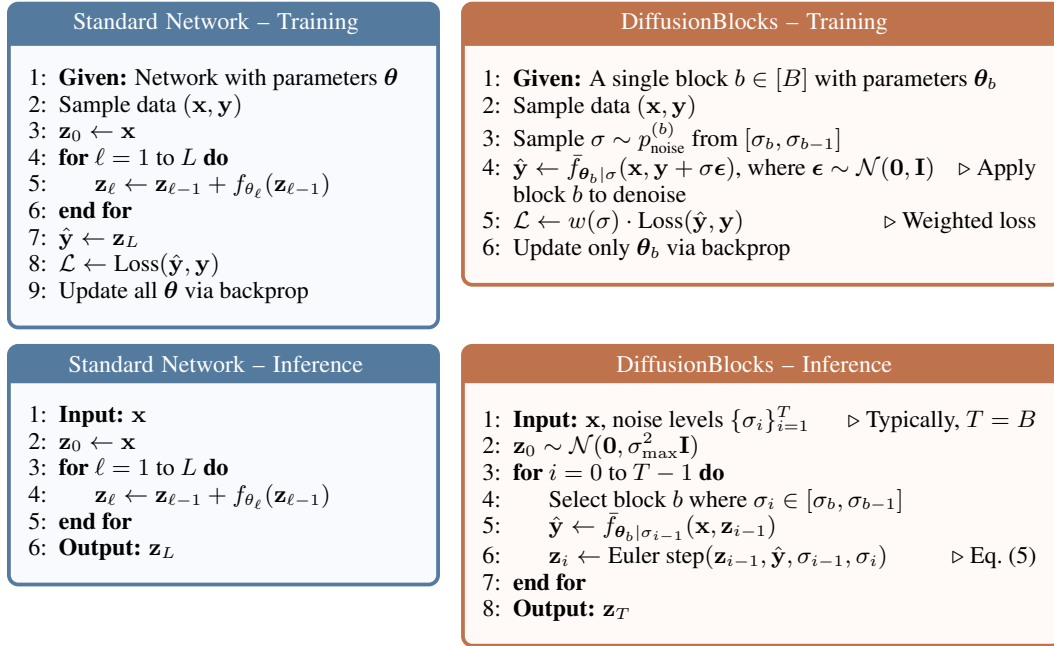 Standard Network – Training
1: Given: Network with parameters θ
2: Sample data (x, y)
3: z₀ ← x
4: for ℓ = 1 to L do
5: z_ℓ ← z_{ℓ−1} + f_{θ_ℓ}(z_{ℓ−1})
6: end for
7: ŷ ← z_L
8: ℒ ← Loss(ŷ, y)
9: Update all θ via backprop
DiffusionBlocks – Training
1: Given: A single block b ∈ [B] with parameters θ_b
2: Sample data (x, y)
3: Sample σ ∼ p_{noise}^{(b)} from [σ_b, σ_{b−1}]
4: ŷ ← f̄_{θ_b|σ}(x, y + σϵ), where ϵ ∼ 𝒩(0, I) ▷ Apply
block b to denoise
5: ℒ ← w(σ) · Loss(ŷ, y) ▷ Weighted loss
6: Update only θ_b via backprop
Standard Network – Inference
1: Input: x
2: z₀ ← x
3: for ℓ = 1 to L do
4: z_ℓ ← z_{ℓ−1} + f_{θ_ℓ}(z_{ℓ−1})
5: end for
6: Output: z_L
DiffusionBlocks – Inference
1: Input: x, noise levels {σ_i}_{i=1}^{T} ▷ Typically, T = B
2: z₀ ∼ 𝒩(0, σ_{max}^{2}I)
3: for i = 0 to T − 1 do
4: Select block b where σ_i ∈ [σ_b, σ_{b−1}]
5: ŷ ← f̄_{θ_b|σ_{i−1}}(x, z_{i−1})
6: z_i ← Euler step(z_{i−1}, ŷ, σ_{i−1}, σ_i) ▷ Eq. (5)
7: end for
8: Output: z_T